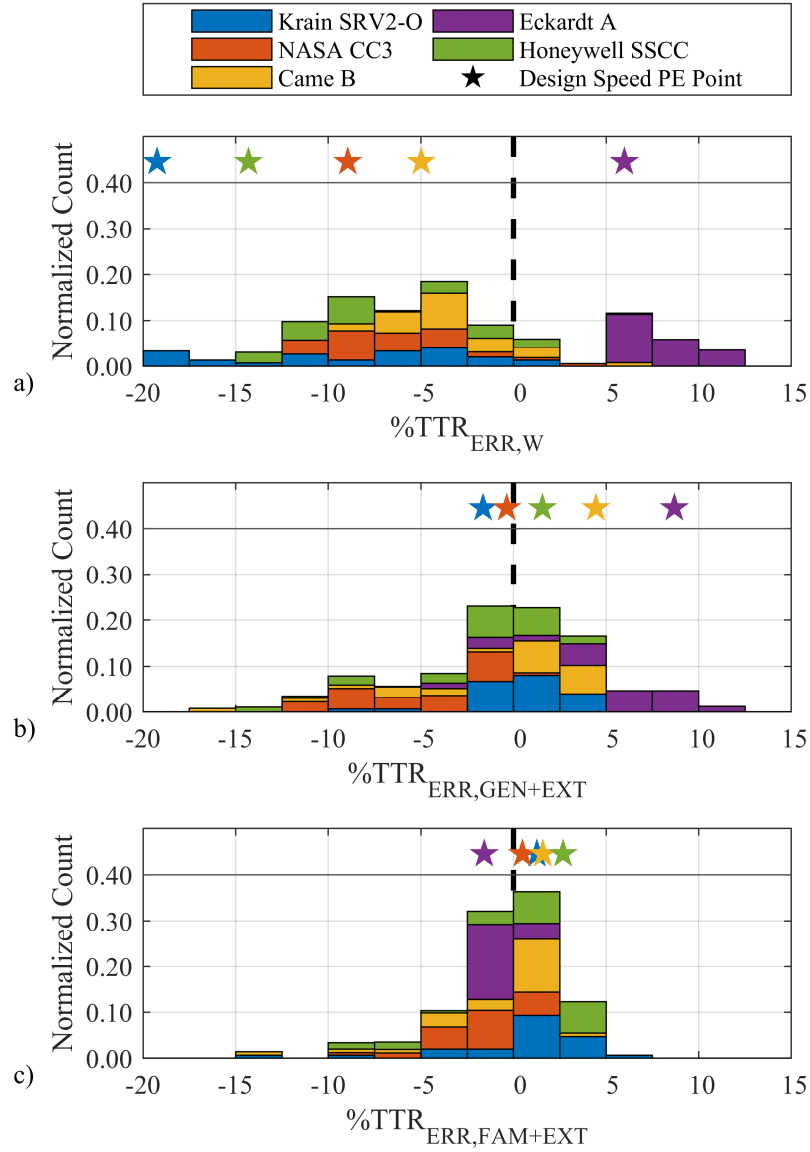 Krain SRV2-O Eckardt A
NASA CC3 Honeywell SSCC
Came B Design Speed PE Point
0.40
0.30
0.20
0.10
0.00
Normalized Count
a)
-20 -15 -10 -5 0 5 10 15
%TTR_ERR,W
0.40
0.30
0.20
0.10
0.00
Normalized Count
b)
-20 -15 -10 -5 0 5 10 15
%TTR_ERR,GEN+EXT
0.40
0.30
0.20
0.10
0.00
Normalized Count
c)
-20 -15 -10 -5 0 5 10 15
%TTR_ERR,FAM+EXT